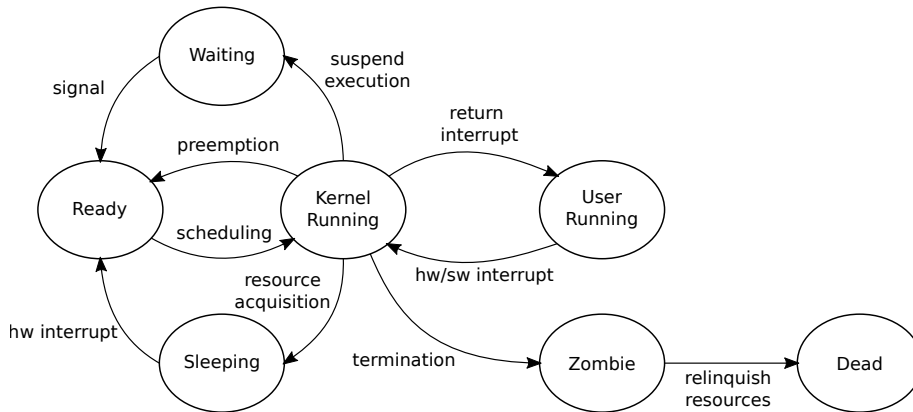 Waiting
suspend
execution
signal
return
interrupt
preemption
Ready
Kernel
Running
User
Running
scheduling
hw/sw interrupt
resource
acquisition
hw interrupt
Sleeping
termination
Zombie
Dead
relinquish
resources